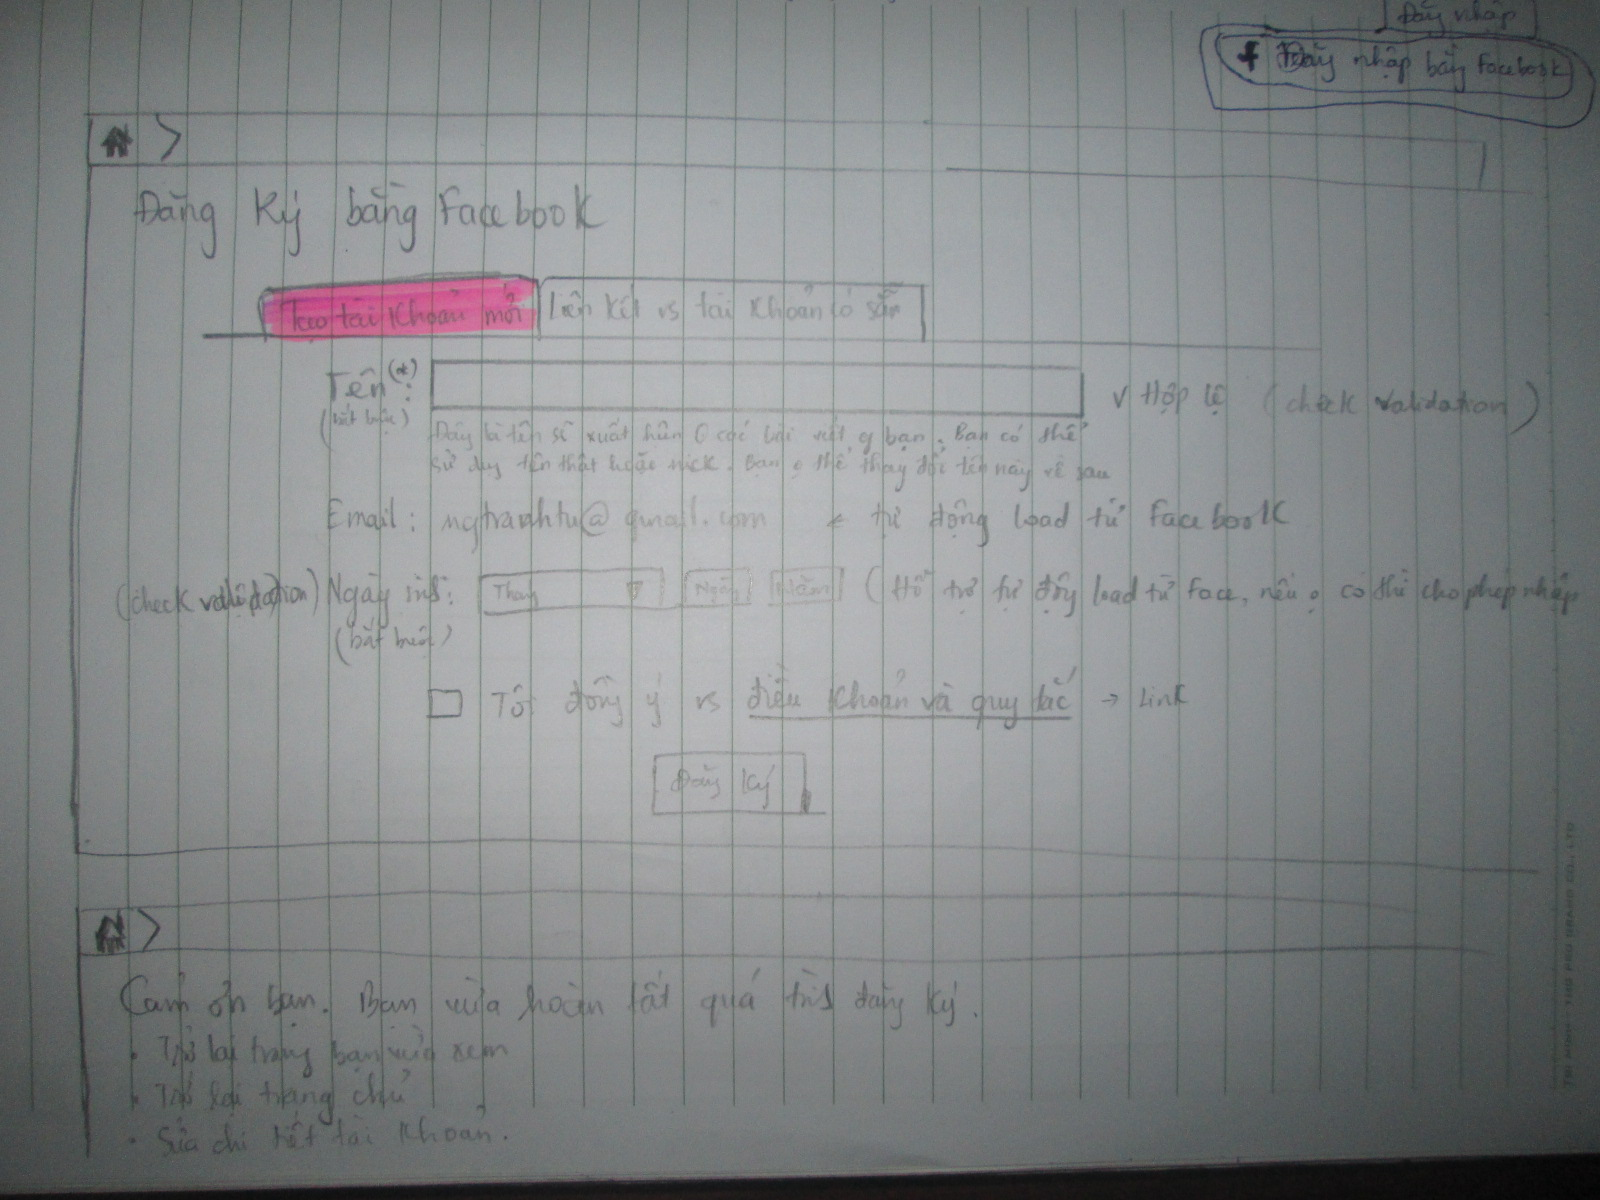 Đăng nhập
f Đăng nhập bằng Facebook
Đăng Ký bằng Facebook
Tạo tài Khoản mới
Liên kết vs tài Khoản có sẵn
Tên(*):
(bắt buộc)
√ Hợp lệ (check validation)
Đây là tên sẽ xuất hiện ở các bài viết q bạn. Bạn có thể
sử dụng tên thật hoặc nick. Bạn o thể thay đổi tên này về sau
Email: ngtranhtu@gmail.com ← tự động load từ facebook
(check validation) Ngày inS: Tháng Ngày Năm (Hỗ trợ tự động load từ Face, nếu o có thì cho phép nhập
(bắt buộc)
Tôi đồng ý vs điều Khoản và quy tắc → Link
Đăng Ký
Cảm ơn bạn. Bạn vừa hoàn tất quá trìS đăng Ký.
• Trở lại trang bạn vừa xem
• Trở lại trang chủ
• Sửa chi tiết tài Khoản.